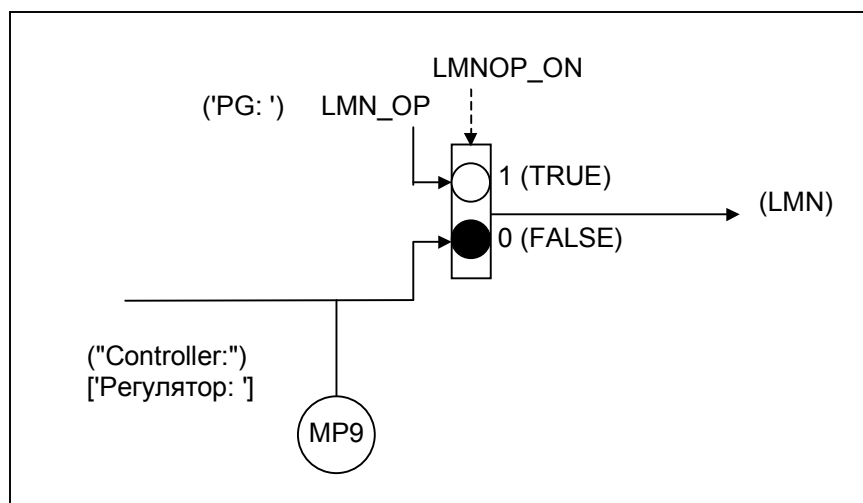 LMNOP_ON
('PG: ') LMN_OP
1 (TRUE)
(LMN)
0 (FALSE)
("Controller:")
['Регулятор: ']
MP9